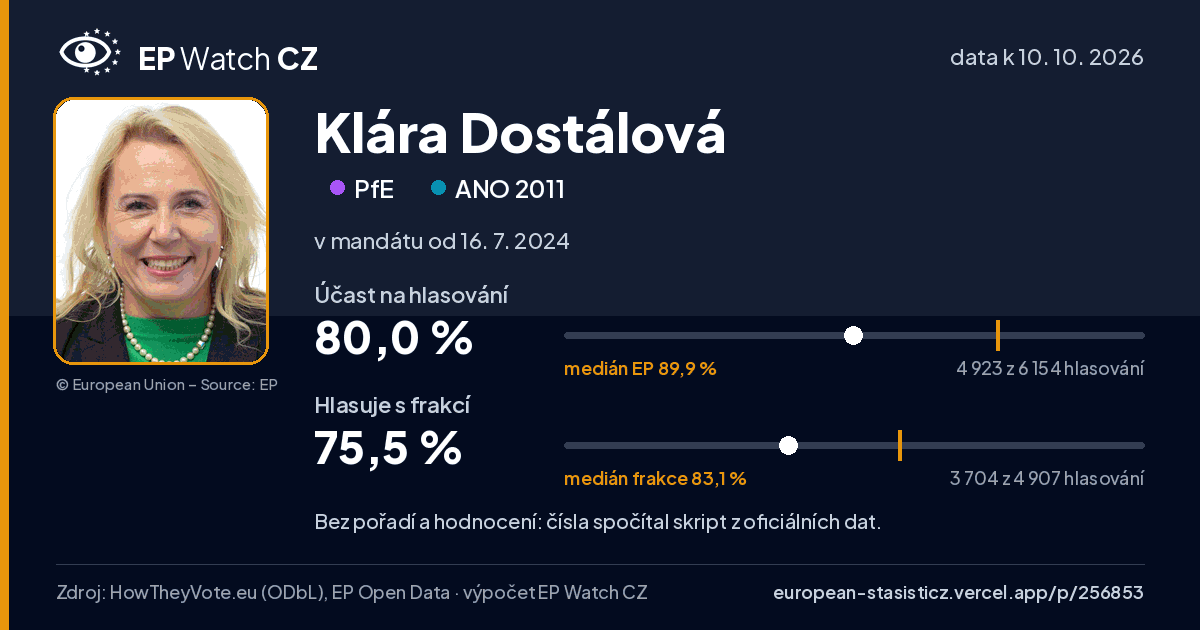 EP Watch CZ
data k 10. 10. 2026
Klára Dostálová
PfE ANO 2011
v mandátu od 16. 7. 2024
Účast na hlasování
80,0 %
medián EP 89,9 %
4 923 z 6 154 hlasování
© European Union – Source: EP
Hlasuje s frakcí
75,5 %
medián frakce 83,1 %
3 704 z 4 907 hlasování
Bez pořadí a hodnocení: čísla spočítal skript z oficiálních dat.
Zdroj: HowTheyVote.eu (ODbL), EP Open Data · výpočet EP Watch CZ
european-stasisticz.vercel.app/p/256853